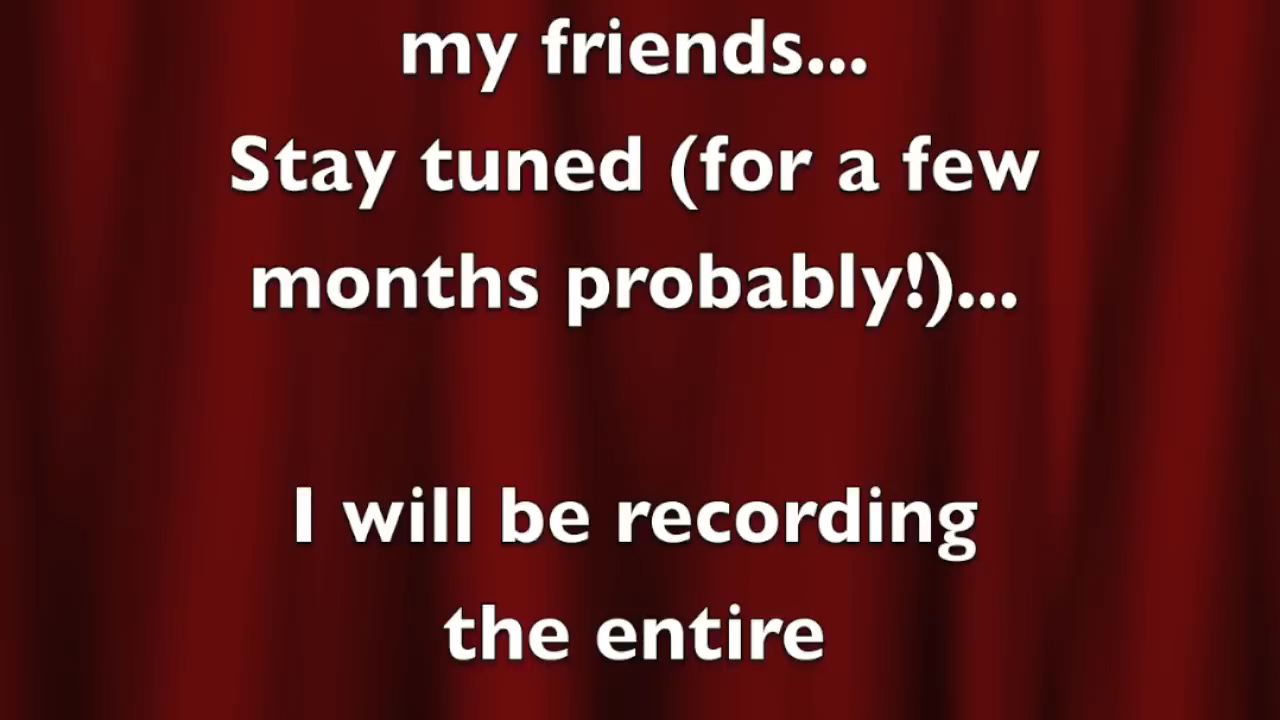 my friends...
Stay tuned (for a few
months probably!)...
I will be recording
the entire